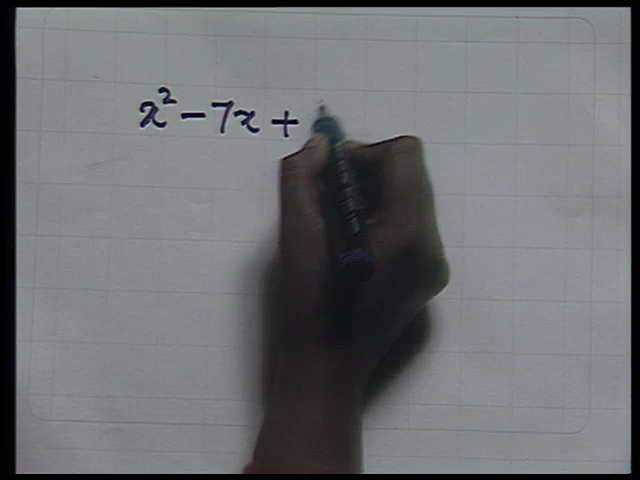 x² - 7x +